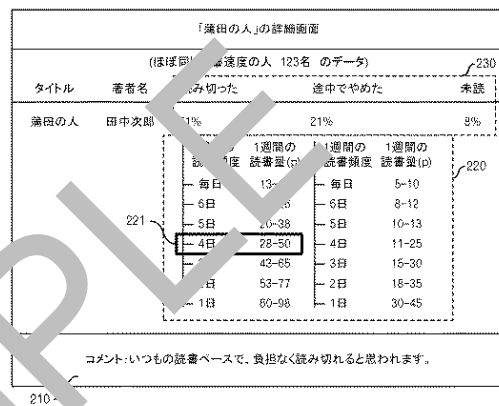 「蒲田の人」の詳細画面
(ほぼ同 速度の人 123名 のデータ)
230
タイトル 著者名 読み切った 途中でやめた 未読
蒲田の人 田中次郎 1% 21% 8%
1週間の 1週間の 1週間の
読書量(p) 読書頻度 読書量(p)
220
毎日 13- 毎日 5-10
6日 6日 8-12
5日 20-38 5日 10-13
221
4日 28-50 4日 11-25
43-65 3日 15-30
53-77 2日 18-35
1日 60-98 1日 30-45
コメント:いつもの読書ペースで、負担なく読み切れると思われます。
210